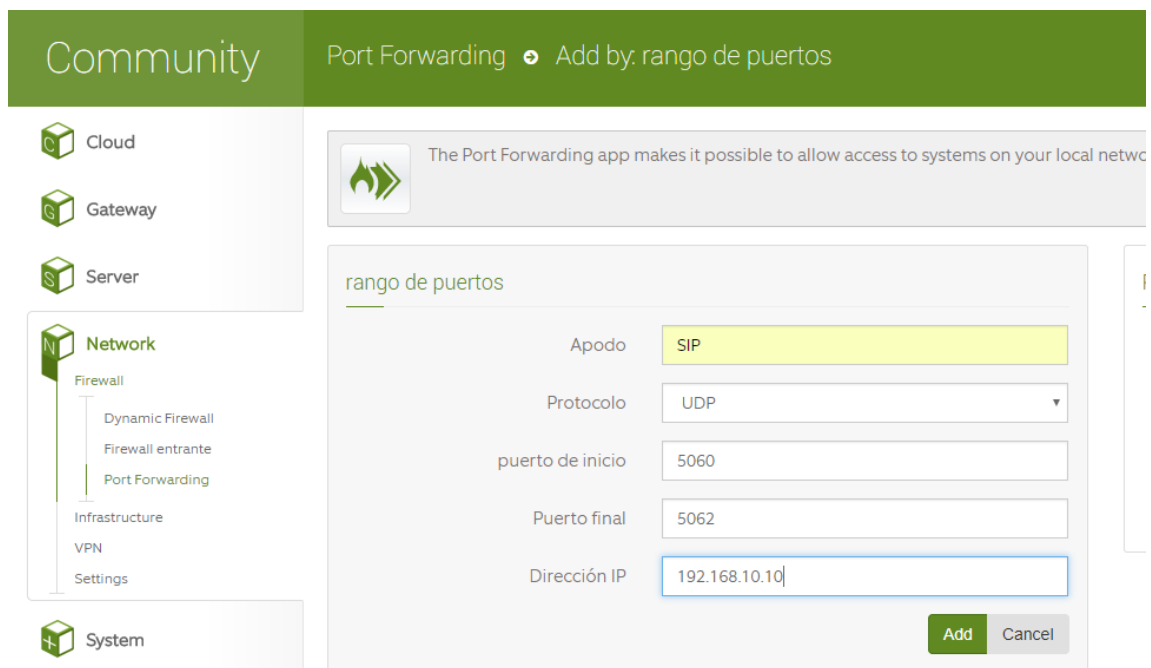 Community
Port Forwarding Add by: rango de puertos
Cloud
Gateway
Server
Network
Firewall
Dynamic Firewall
Firewall entrante
Port Forwarding
Infrastructure
VPN
Settings
System
The Port Forwarding app makes it possible to allow access to systems on your local
rango de puertos
Apodo SIP
Protocolo UDP
puerto de inicio 5060
Puerto final 5062
Dirección IP 192.168.10.10
Add Cancel